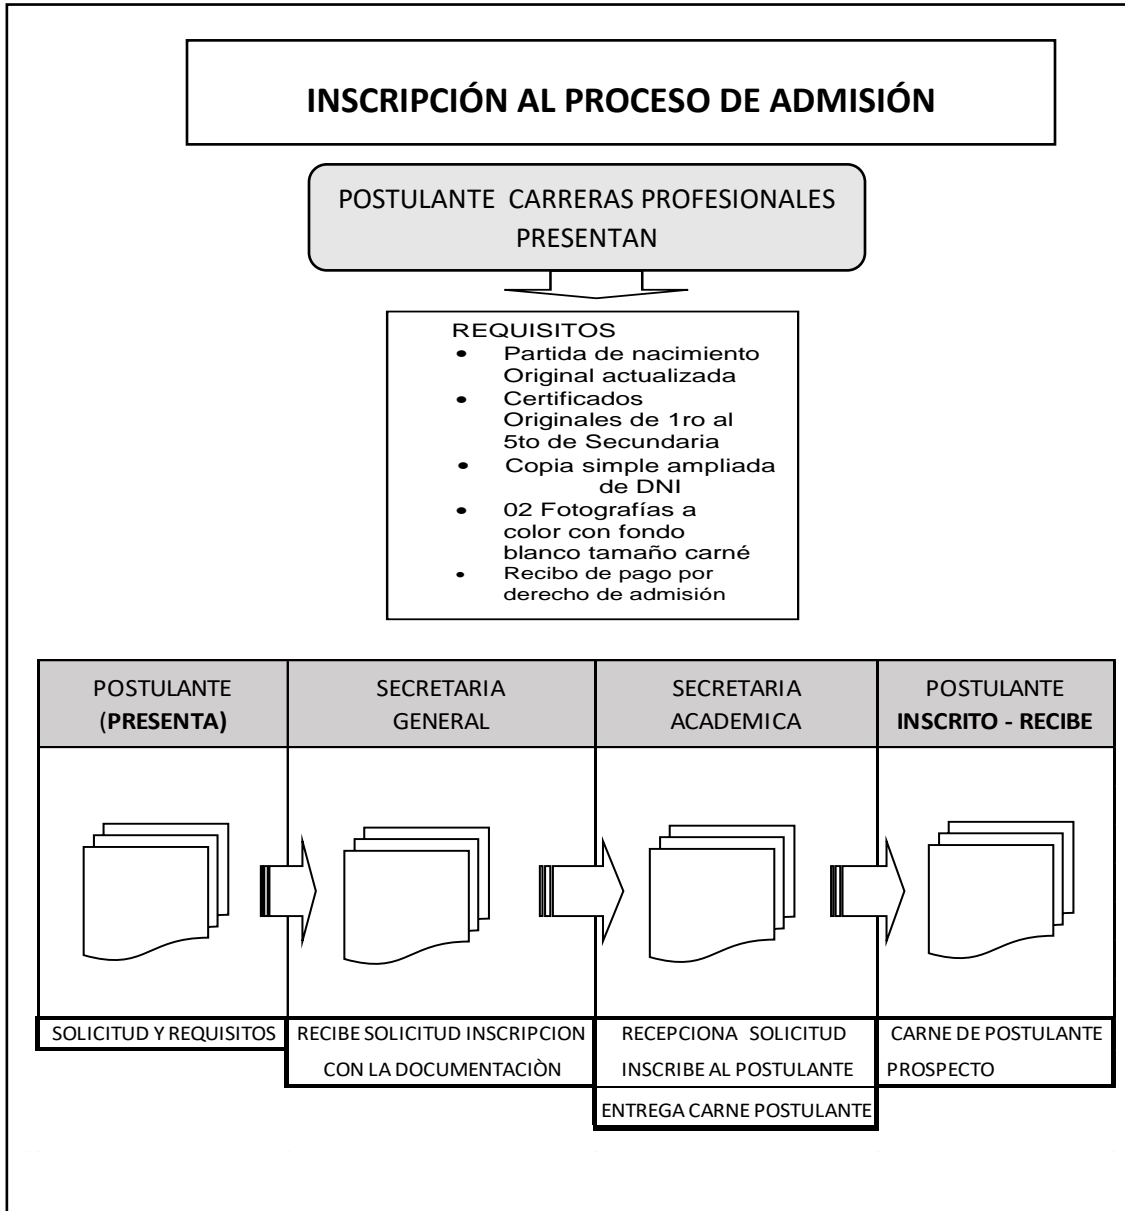 INSCRIPCIÓN AL PROCESO DE ADMISIÓN
POSTULANTE CARRERAS PROFESIONALES
PRESENTAN
REQUISITOS
• Partida de nacimiento
Original actualizada
• Certificados
Originales de 1ro al
5to de Secundaria
• Copia simple ampliada
de DNI
• 02 Fotografías a
color con fondo
blanco tamaño carné
• Recibo de pago por
derecho de admisión
POSTULANTE
(PRESENTA)
SECRETARIA
GENERAL
SECRETARIA
ACADEMICA
POSTULANTE
INSCRITO - RECIBE
SOLICITUD Y REQUISITOS
RECIBE SOLICITUD INSCRIPCION
CON LA DOCUMENTACIÒN
RECEPCIONA SOLICITUD
INSCRIBE AL POSTULANTE
ENTREGA CARNE POSTULANTE
CARNE DE POSTULANTE
PROSPECTO